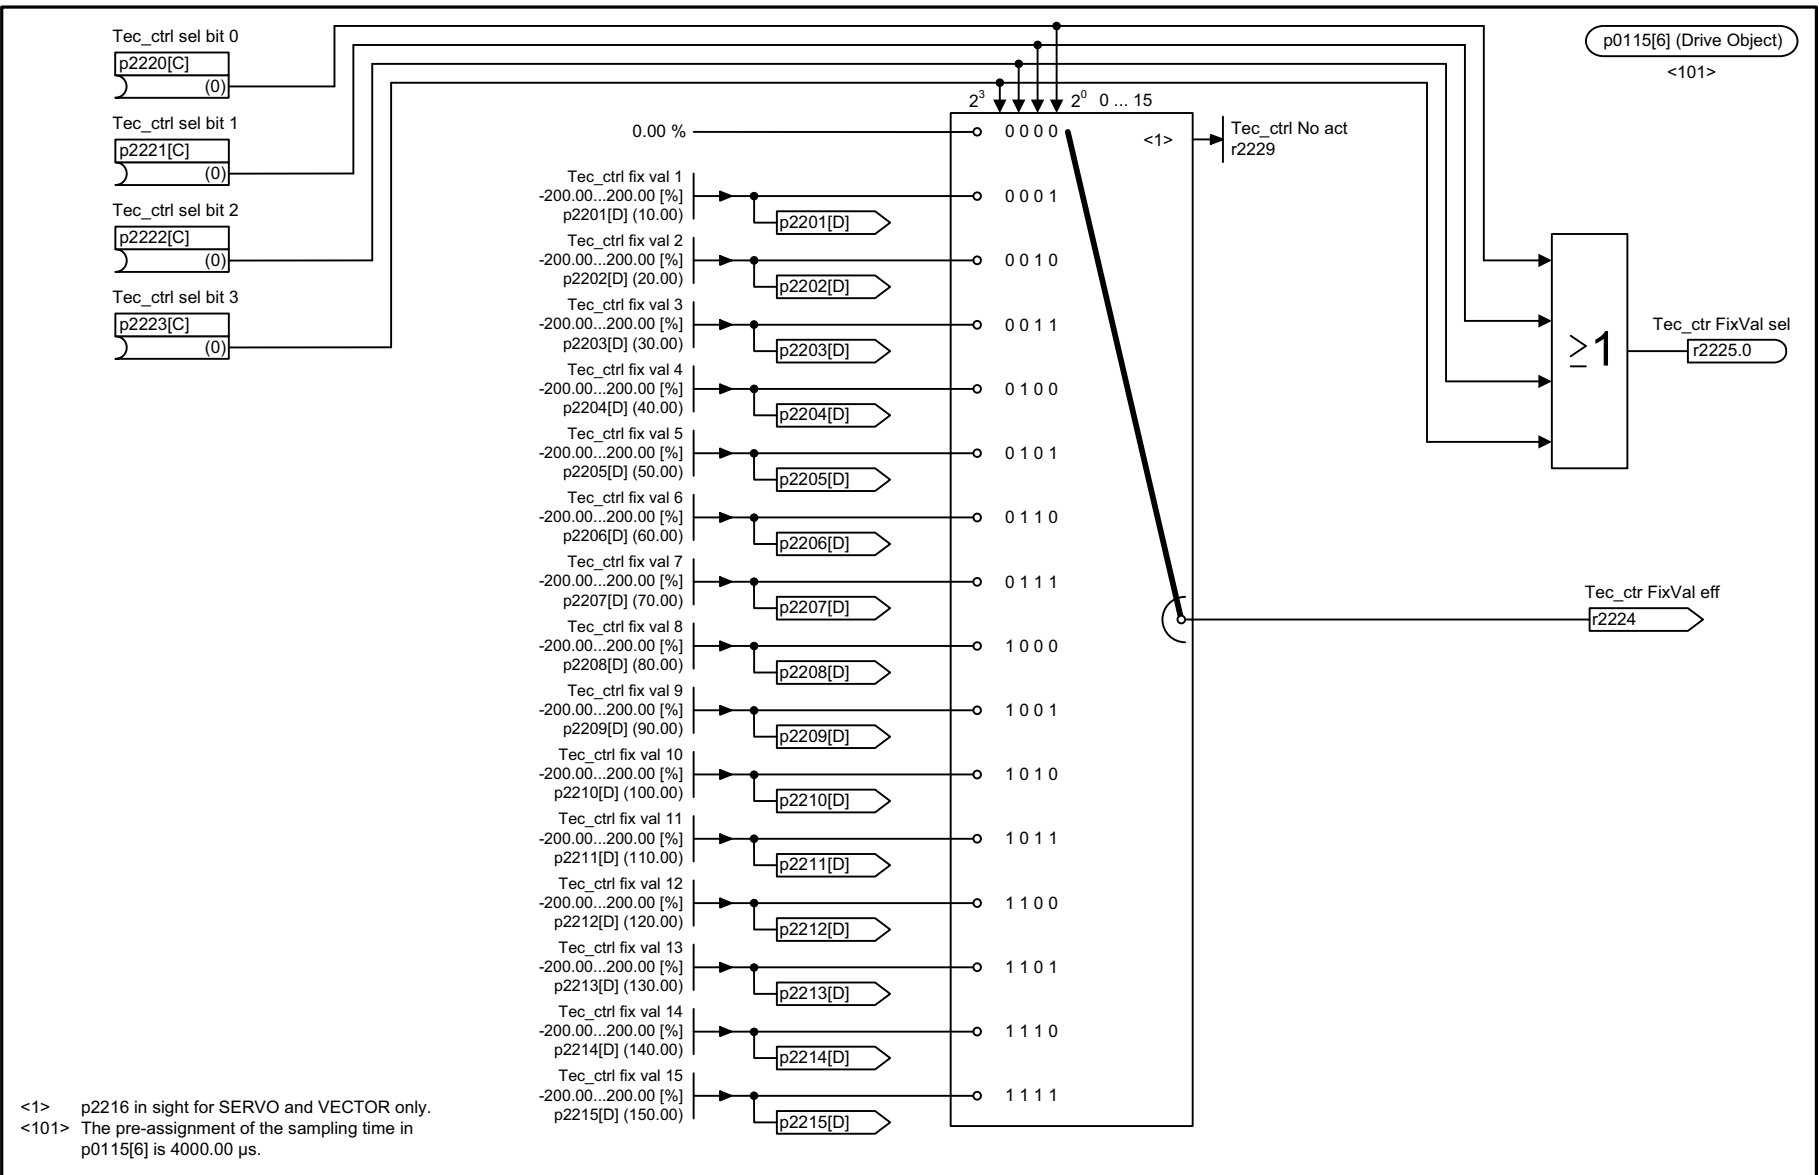 Tec_ctrl sel bit 0
p2220[C]
(0)
Tec_ctrl sel bit 1
p2221[C]
(0)
Tec_ctrl sel bit 2
p2222[C]
(0)
Tec_ctrl sel bit 3
p2223[C]
(0)
p0115[6] (Drive Object)
<101>
2³ 2⁰ 0 ... 15
0.00 %
0 0 0 0
<1>
Tec_ctrl No act
r2229
Tec_ctrl fix val 1
-200.00...200.00 [%]
p2201[D] (10.00)
p2201[D]
0 0 0 1
Tec_ctrl fix val 2
-200.00...200.00 [%]
p2202[D] (20.00)
p2202[D]
0 0 1 0
Tec_ctrl fix val 3
-200.00...200.00 [%]
p2203[D] (30.00)
p2203[D]
0 0 1 1
Tec_ctrl fix val 4
-200.00...200.00 [%]
p2204[D] (40.00)
p2204[D]
0 1 0 0
Tec_ctrl fix val 5
-200.00...200.00 [%]
p2205[D] (50.00)
p2205[D]
0 1 0 1
Tec_ctrl fix val 6
-200.00...200.00 [%]
p2206[D] (60.00)
p2206[D]
0 1 1 0
Tec_ctrl fix val 7
-200.00...200.00 [%]
p2207[D] (70.00)
p2207[D]
0 1 1 1
Tec_ctrl fix val 8
-200.00...200.00 [%]
p2208[D] (80.00)
p2208[D]
1 0 0 0
Tec_ctrl fix val 9
-200.00...200.00 [%]
p2209[D] (90.00)
p2209[D]
1 0 0 1
Tec_ctrl fix val 10
-200.00...200.00 [%]
p2210[D] (100.00)
p2210[D]
1 0 1 0
Tec_ctrl fix val 11
-200.00...200.00 [%]
p2211[D] (110.00)
p2211[D]
1 0 1 1
Tec_ctrl fix val 12
-200.00...200.00 [%]
p2212[D] (120.00)
p2212[D]
1 1 0 0
Tec_ctrl fix val 13
-200.00...200.00 [%]
p2213[D] (130.00)
p2213[D]
1 1 0 1
Tec_ctrl fix val 14
-200.00...200.00 [%]
p2214[D] (140.00)
p2214[D]
1 1 1 0
Tec_ctrl fix val 15
-200.00...200.00 [%]
p2215[D] (150.00)
p2215[D]
1 1 1 1
≥1
Tec_ctr FixVal sel
r2225.0
Tec_ctr FixVal eff
r2224
<1> p2216 in sight for SERVO and VECTOR only.
<101> The pre-assignment of the sampling time in
p0115[6] is 4000.00 µs.